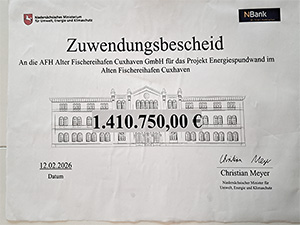 Niedersächsisches Ministerium
für Umwelt, Energie und Klimaschutz
NBank
Zuwendungsbescheid
An die AFH Alter Fischereihafen Cuxhaven GmbH für das Projekt Energiespundwand im
Alten Fischereihafen Cuxhaven
1.410.750,00 €
12.02.2026
Datum
Christian Meyer
Christian Meyer
Niedersächsischer Minister für
Umwelt, Energie und Klimaschutz